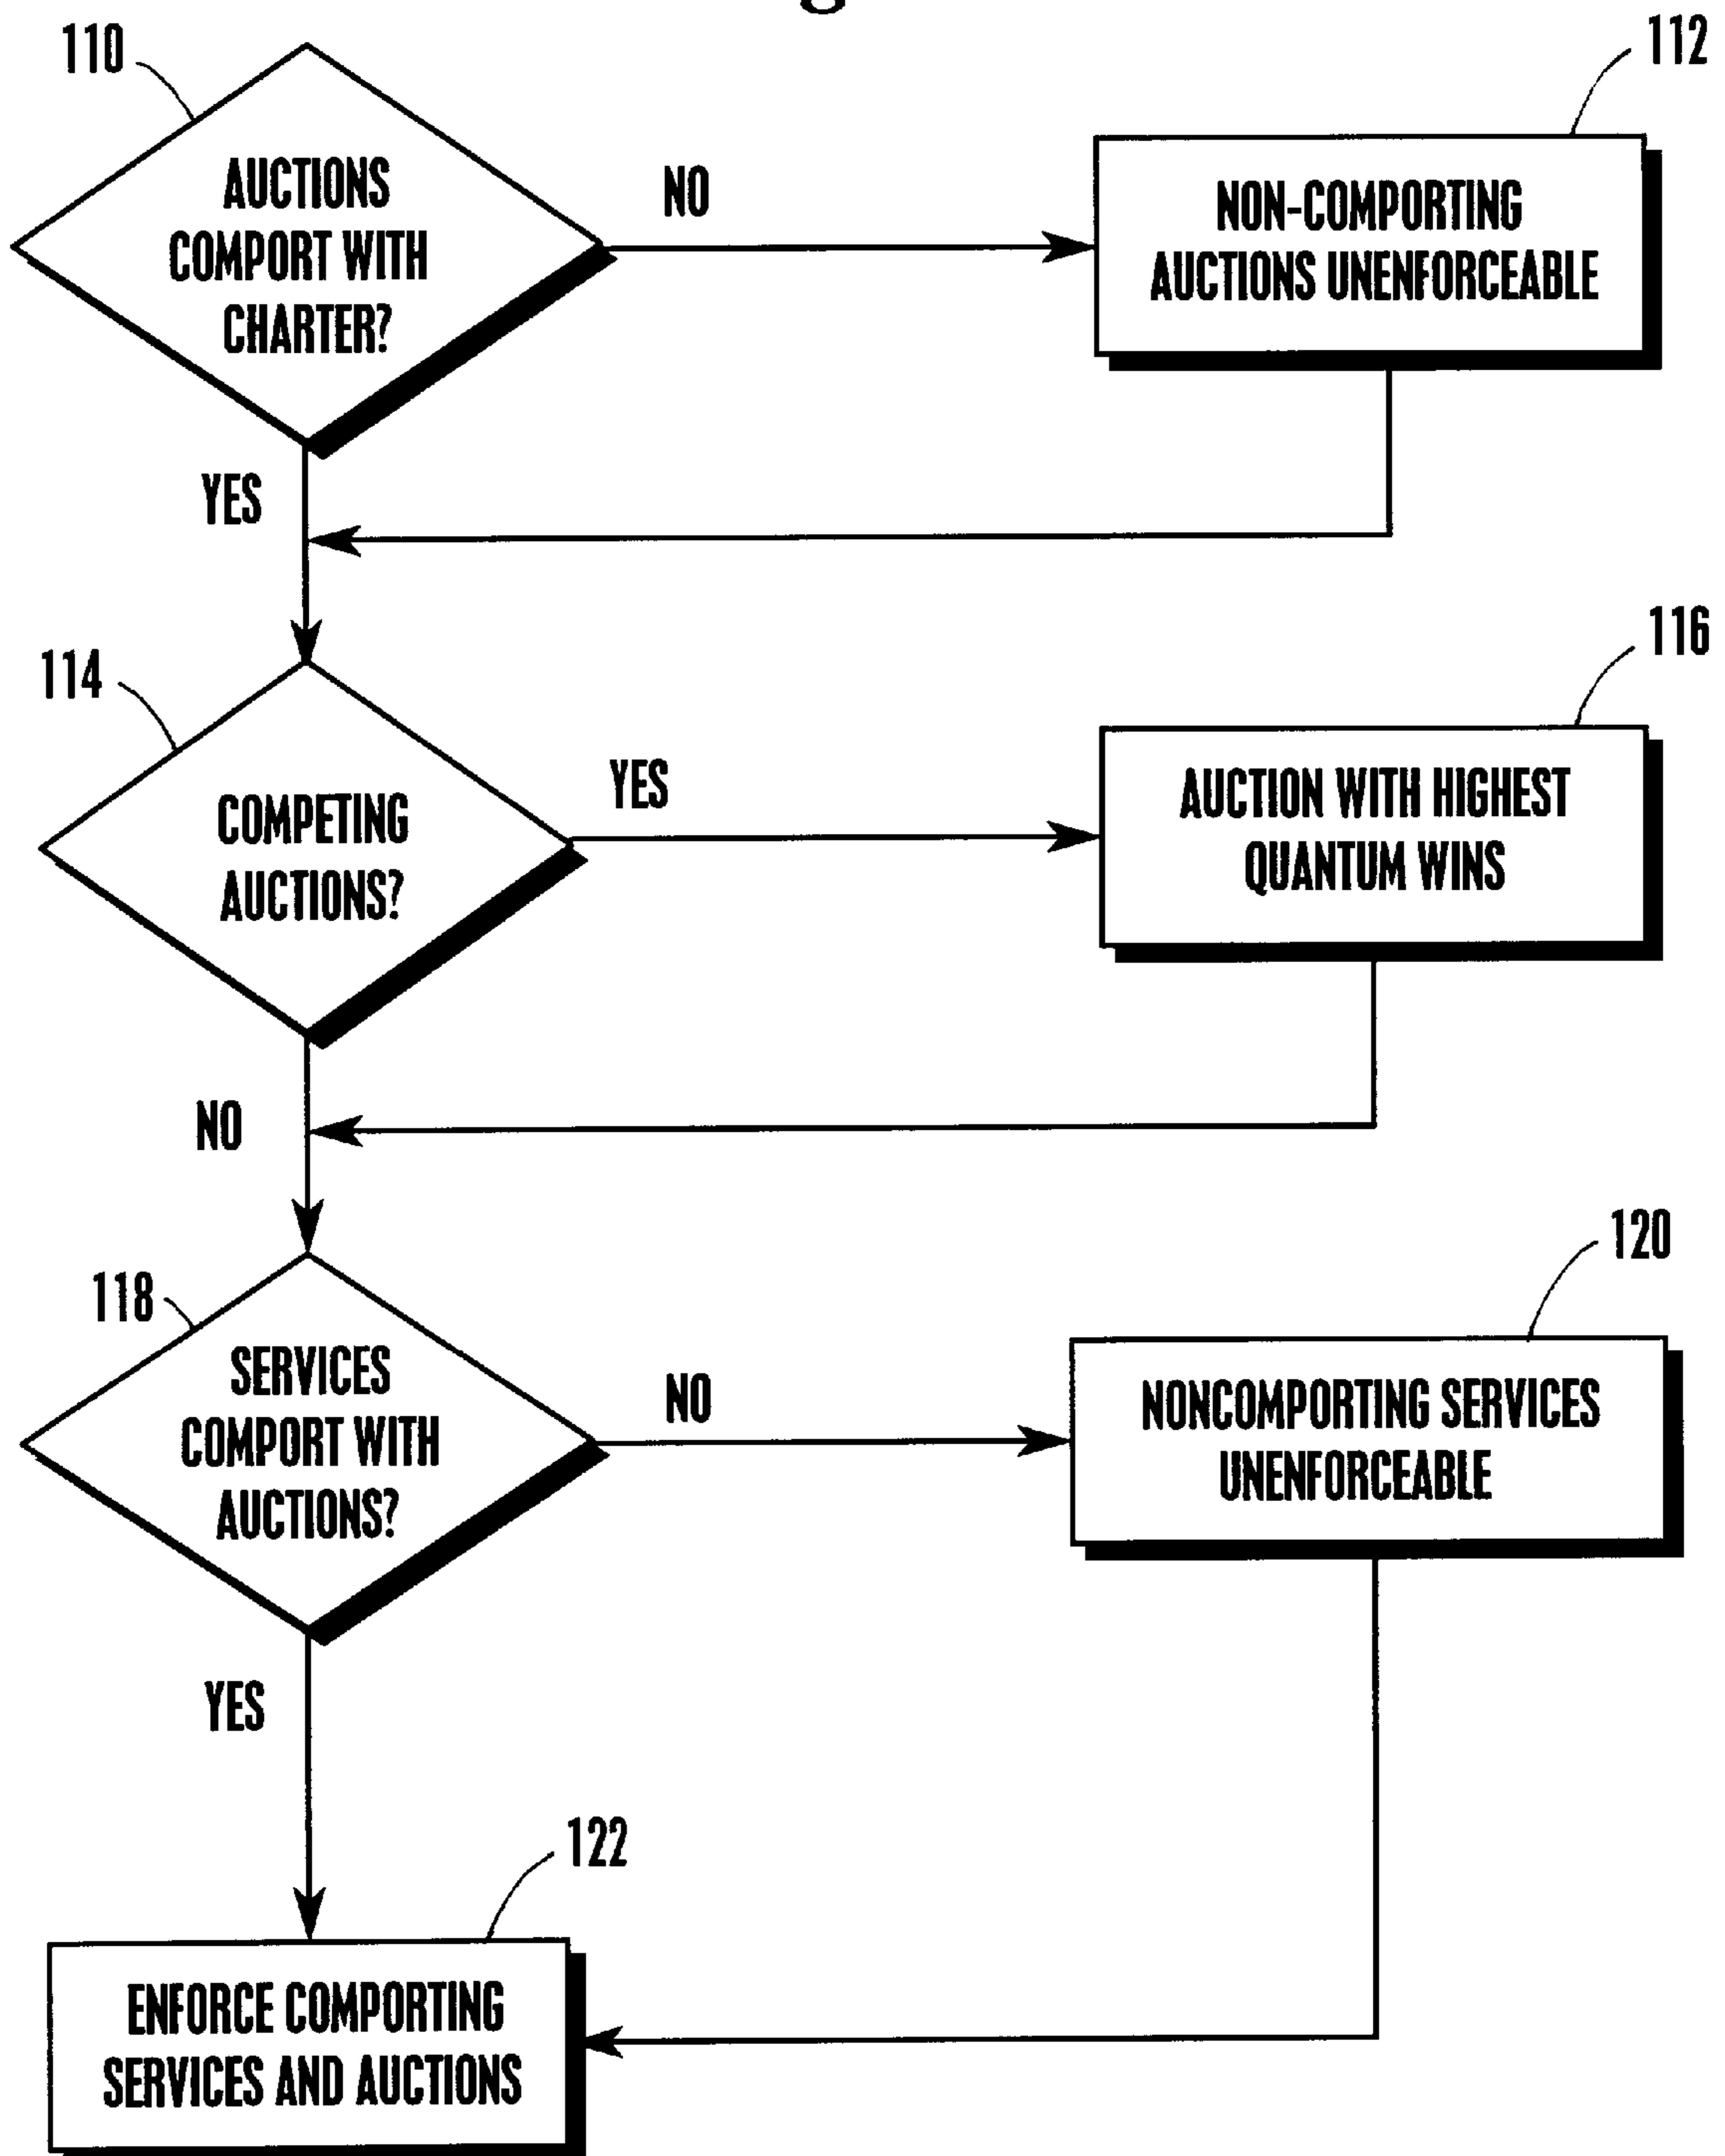 110
112
AUCTIONS
COMPORT WITH
CHARTER?
NO
NON-COMPORTING
AUCTIONS UNENFORCEABLE
YES
114
116
COMPETING
AUCTIONS?
YES
AUCTION WITH HIGHEST
QUANTUM WINS
NO
118
120
SERVICES
COMPORT WITH
AUCTIONS?
NO
NONCOMPORTING SERVICES
UNENFORCEABLE
YES
122
ENFORCE COMPORTING
SERVICES AND AUCTIONS